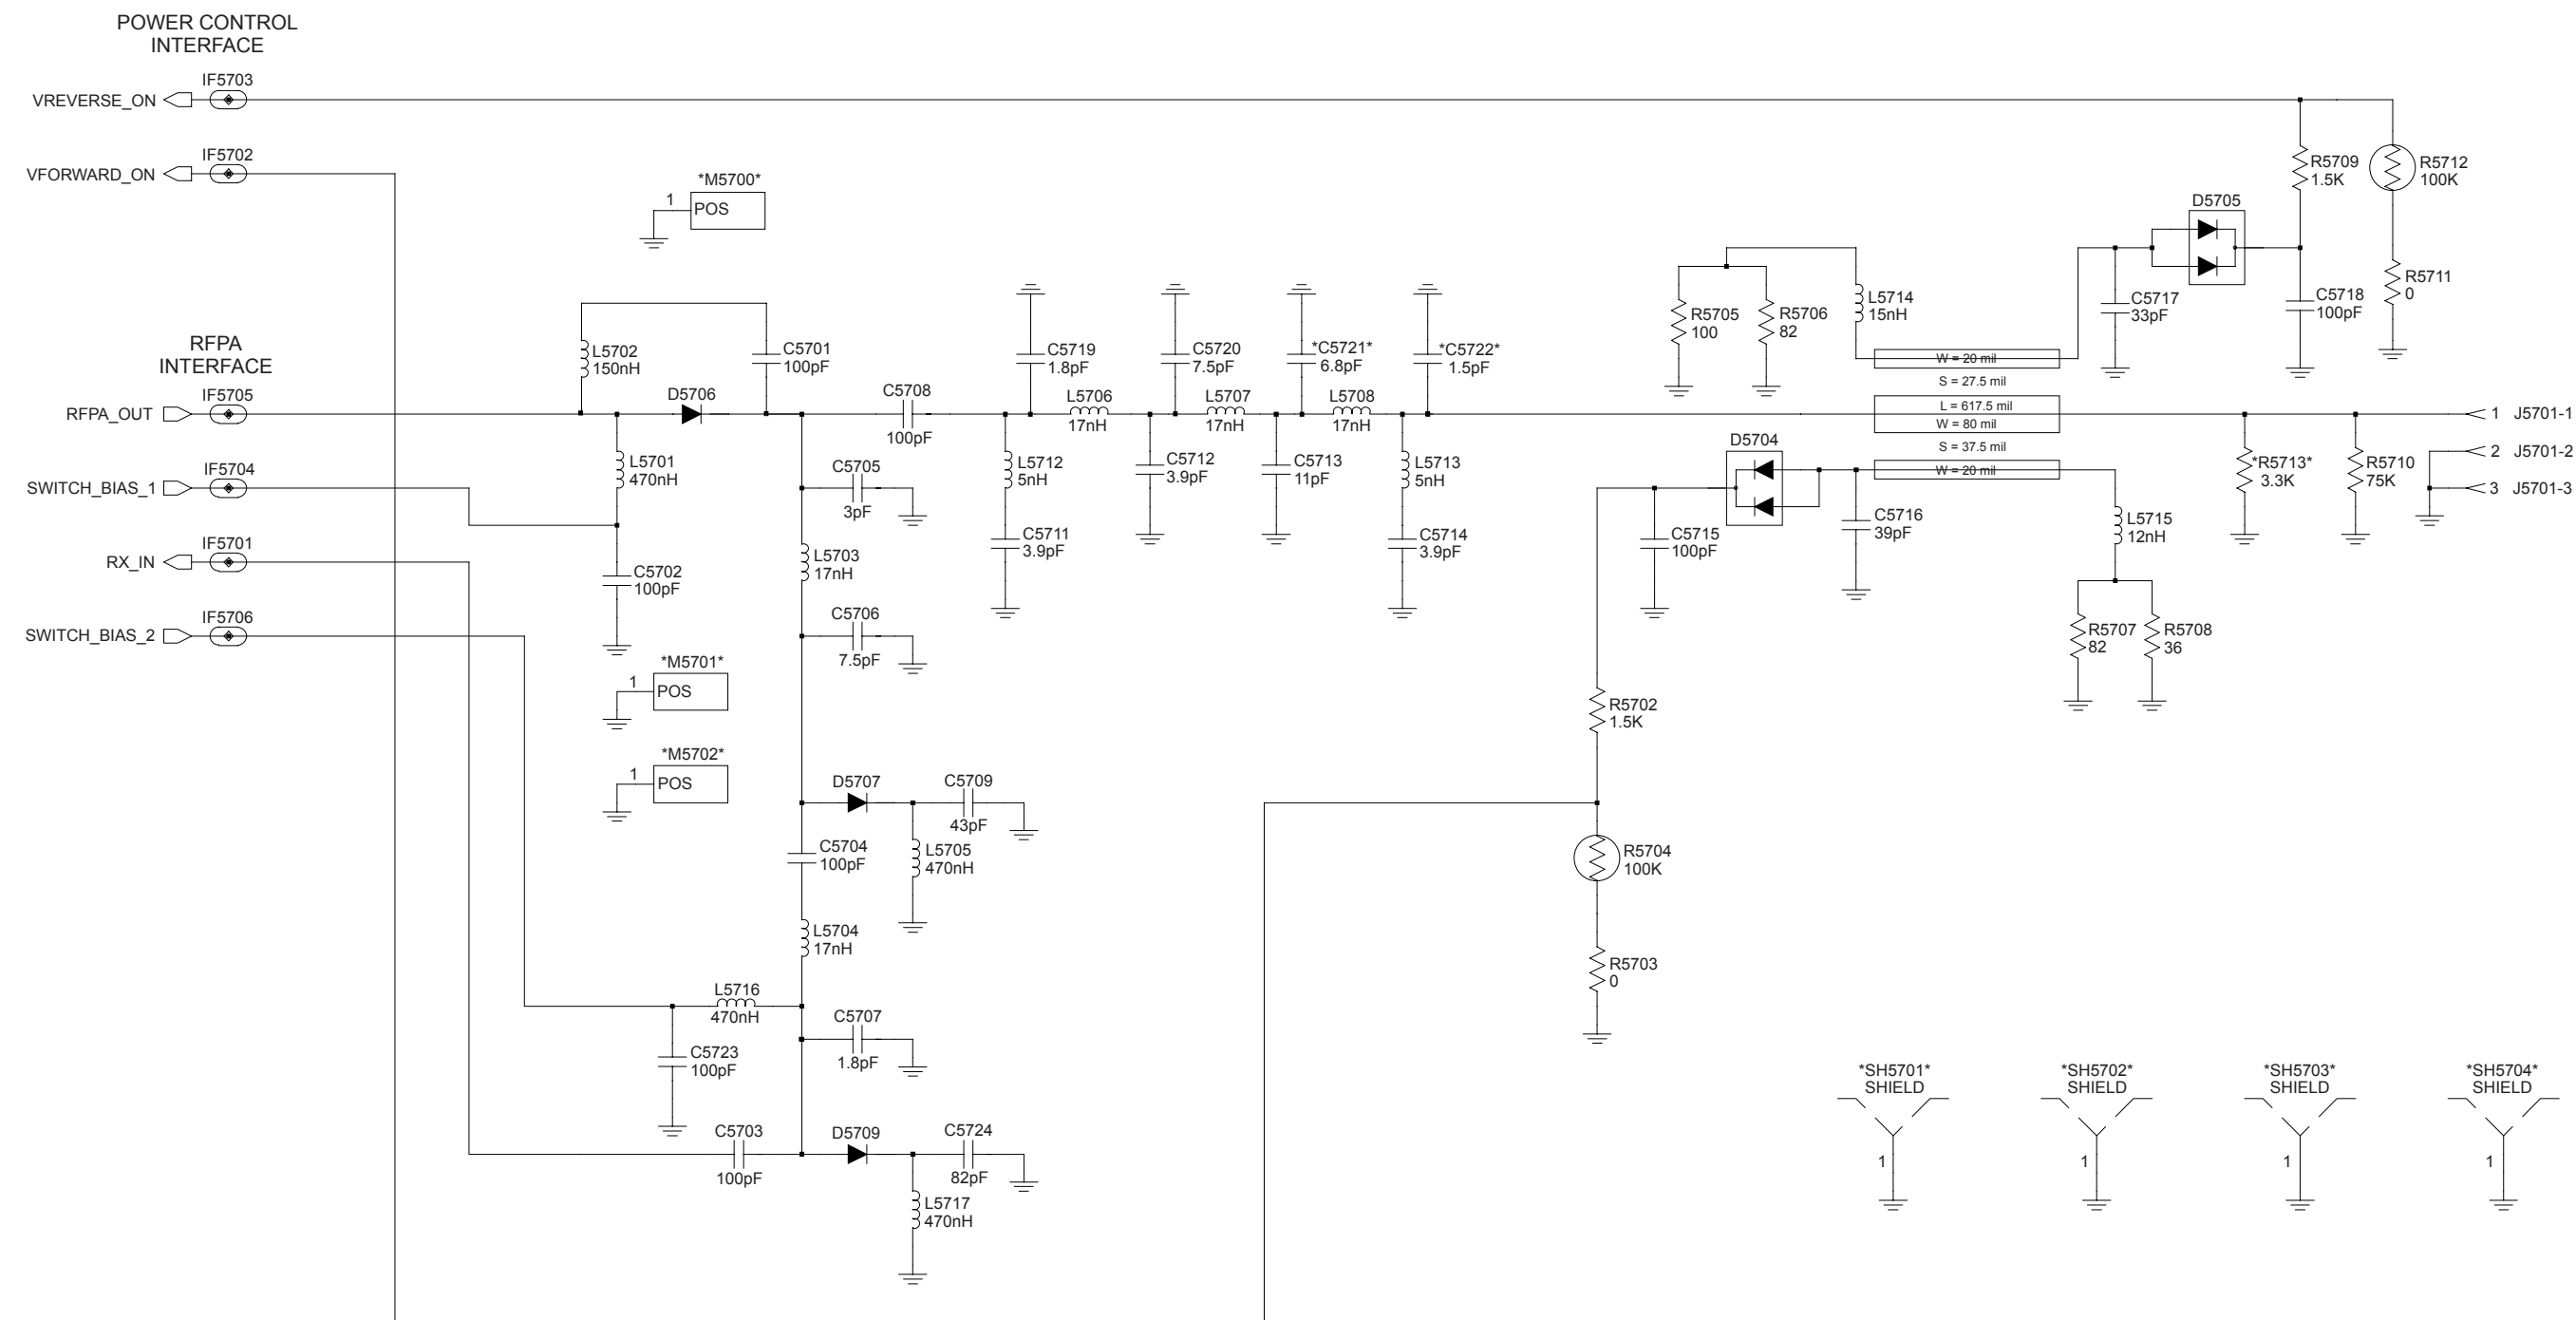 POWER CONTROL
INTERFACE
IF5703
VREVERSE_ON
IF5702
VFORWARD_ON
*M5700*
1
POS
R5709
1.5K
R5712
100K
D5705
R5711
0
C5717
33pF
C5718
100pF
L5714
15nH
R5705
100
R5706
82
RFPA
INTERFACE
L5702
150nH
C5701
100pF
C5719
1.8pF
C5720
7.5pF
*C5721*
6.8pF
*C5722*
1.5pF
W = 20 mil
S = 27.5 mil
L = 617.5 mil
W = 80 mil
S = 37.5 mil
W = 20 mil
IF5705
RFPA_OUT
D5706
C5708
100pF
L5706
17nH
L5707
17nH
L5708
17nH
1 J5701-1
2 J5701-2
3 J5701-3
IF5704
SWITCH_BIAS_1
L5701
470nH
C5705
3pF
L5712
5nH
C5712
3.9pF
C5713
11pF
L5713
5nH
D5704
*R5713*
3.3K
R5710
75K
IF5701
RX_IN
C5702
100pF
L5703
17nH
C5711
3.9pF
C5714
3.9pF
C5715
100pF
C5716
39pF
L5715
12nH
IF5706
SWITCH_BIAS_2
C5706
7.5pF
R5707
82
R5708
36
*M5701*
1
POS
R5702
1.5K
*M5702*
1
POS
D5707
C5709
43pF
C5704
100pF
L5705
470nH
R5704
100K
L5704
17nH
R5703
0
L5716
470nH
C5707
1.8pF
C5723
100pF
C5703
100pF
D5709
C5724
82pF
L5717
470nH
*SH5701*
SHIELD
1
*SH5702*
SHIELD
1
*SH5703*
SHIELD
1
*SH5704*
SHIELD
1